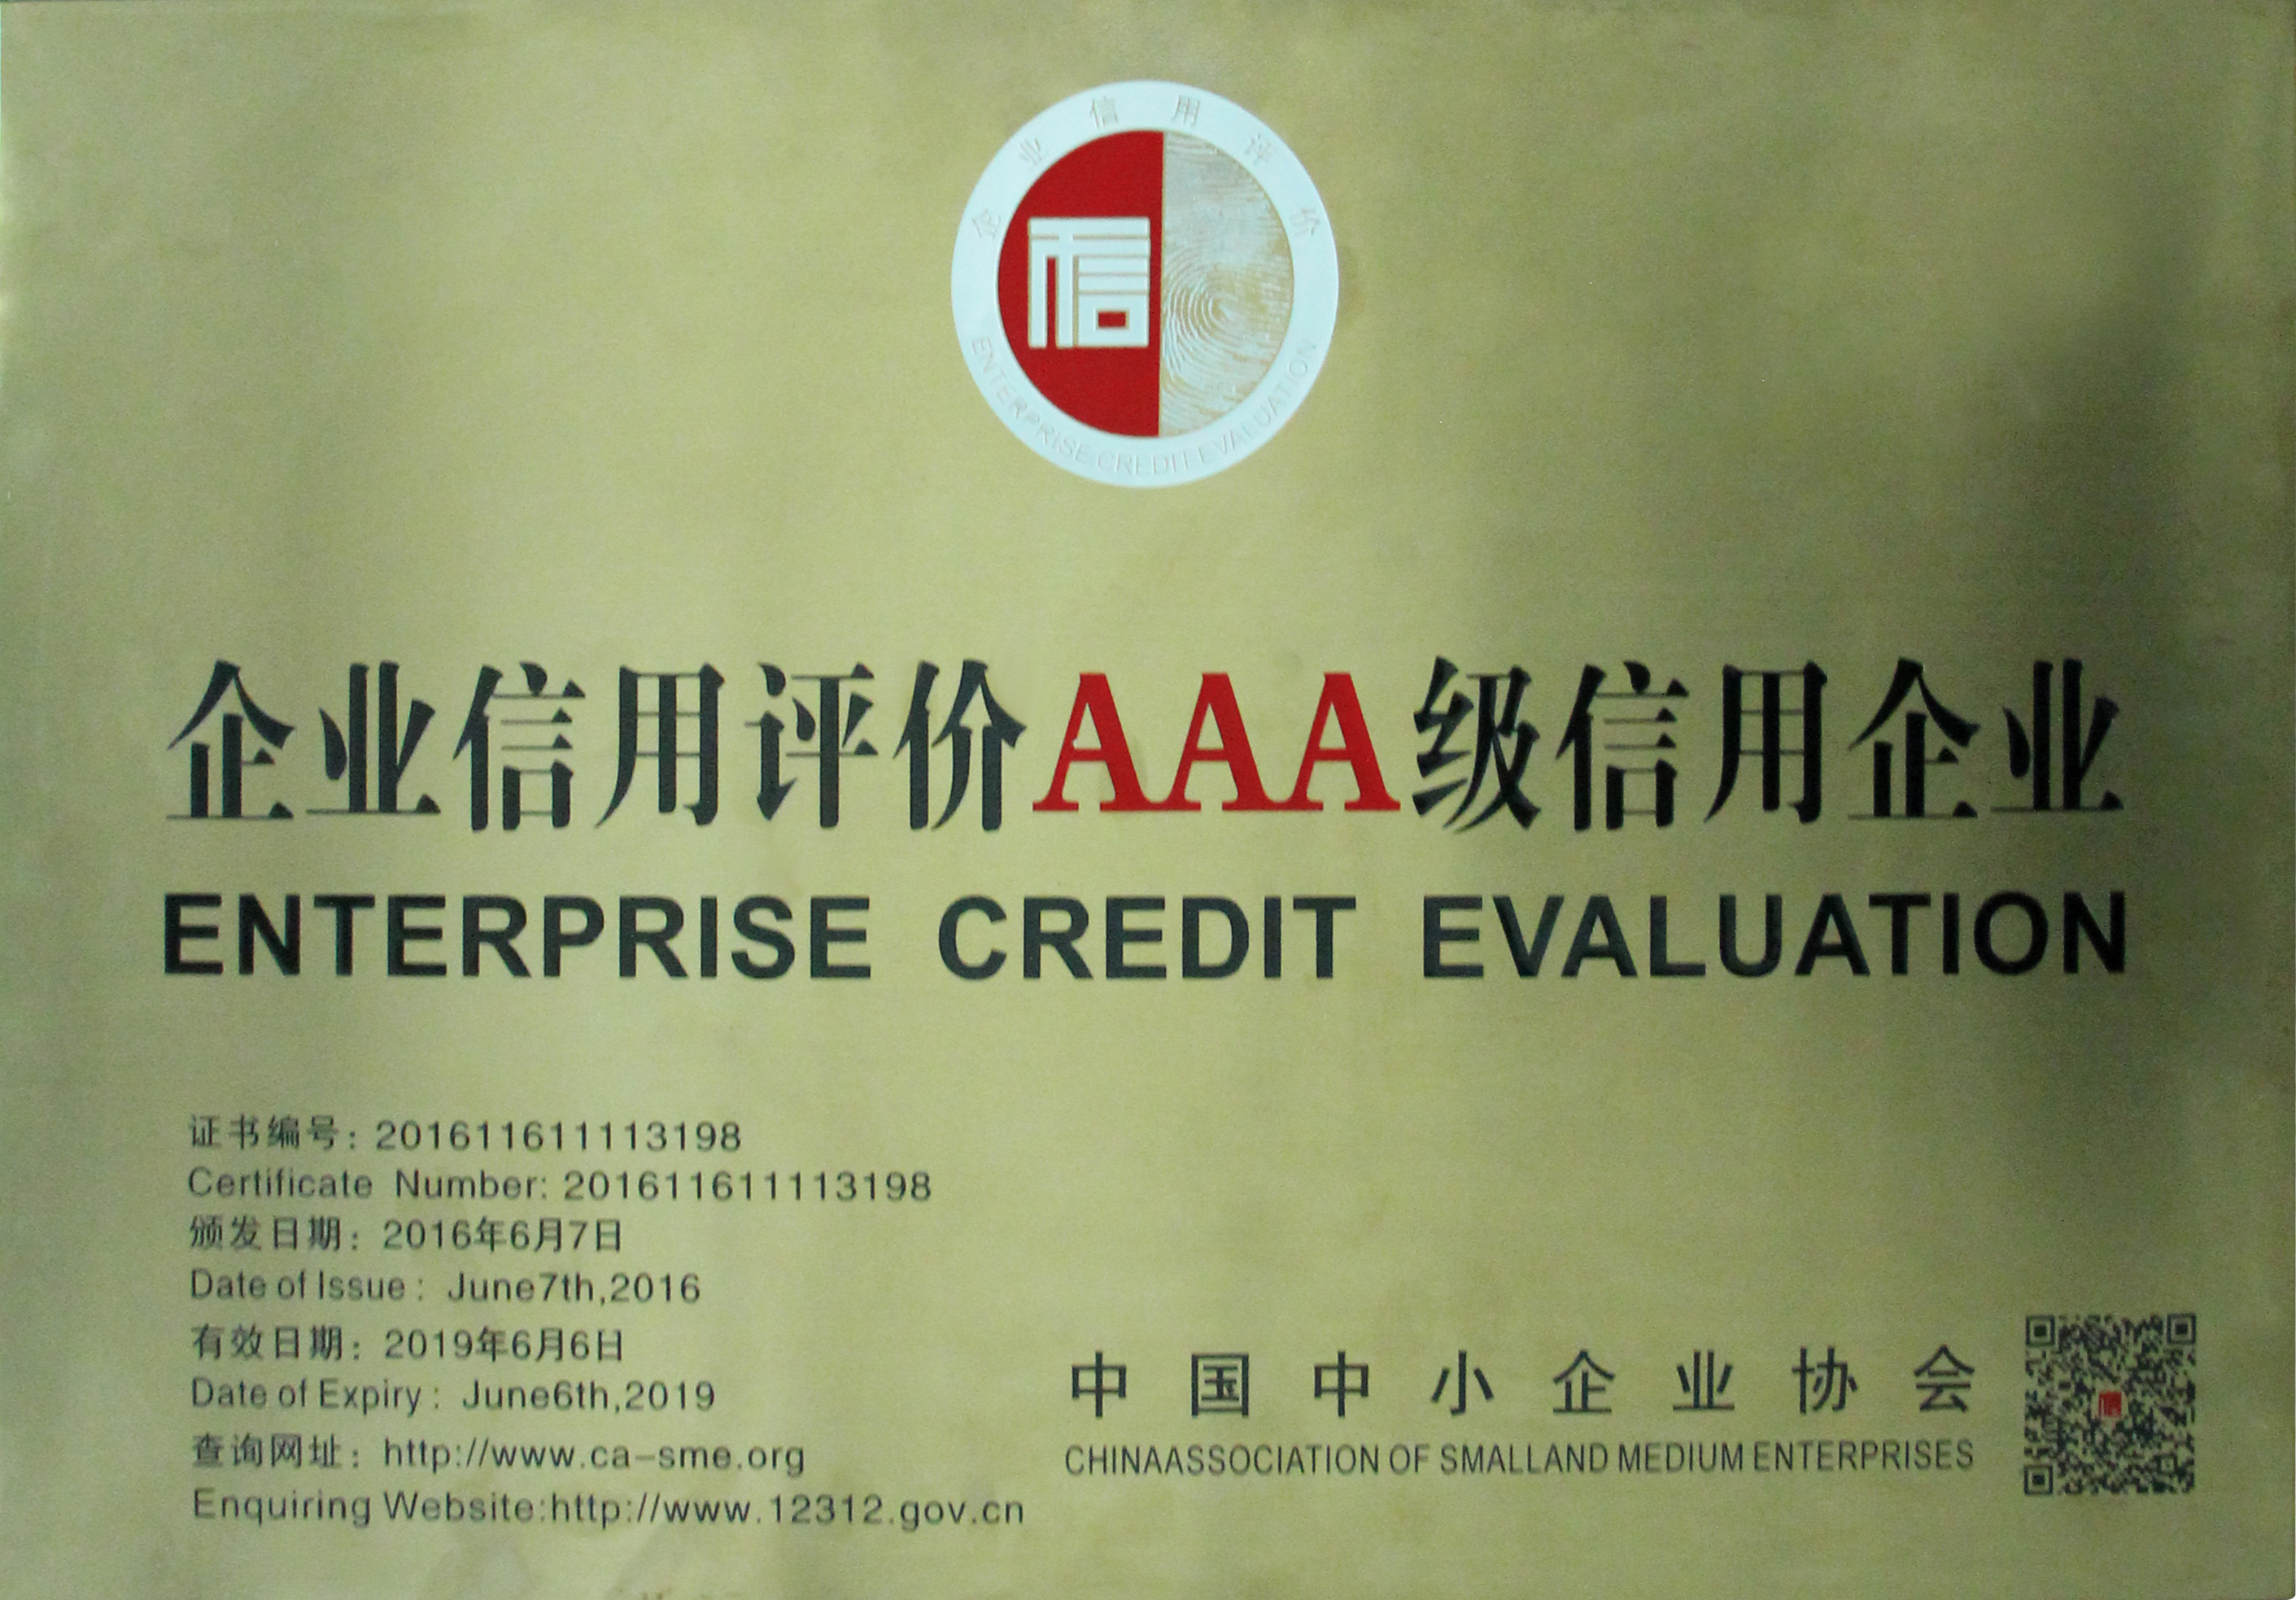 企业信用评价
信
ENTERPRISE CREDIT EVALUATION
企业信用评价AAA级信用企业
ENTERPRISE CREDIT EVALUATION
证书编号: 201611611113198
Certificate Number: 201611611113198
颁发日期: 2016年6月7日
Date of Issue: June7th,2016
有效日期: 2019年6月6日
Date of Expiry: June6th,2019
查询网址: http://www.ca-sme.org
Enquiring Website:http://www.12312.gov.cn
中国中小企业协会
CHINAASSOCIATION OF SMALLAND MEDIUM ENTERPRISES